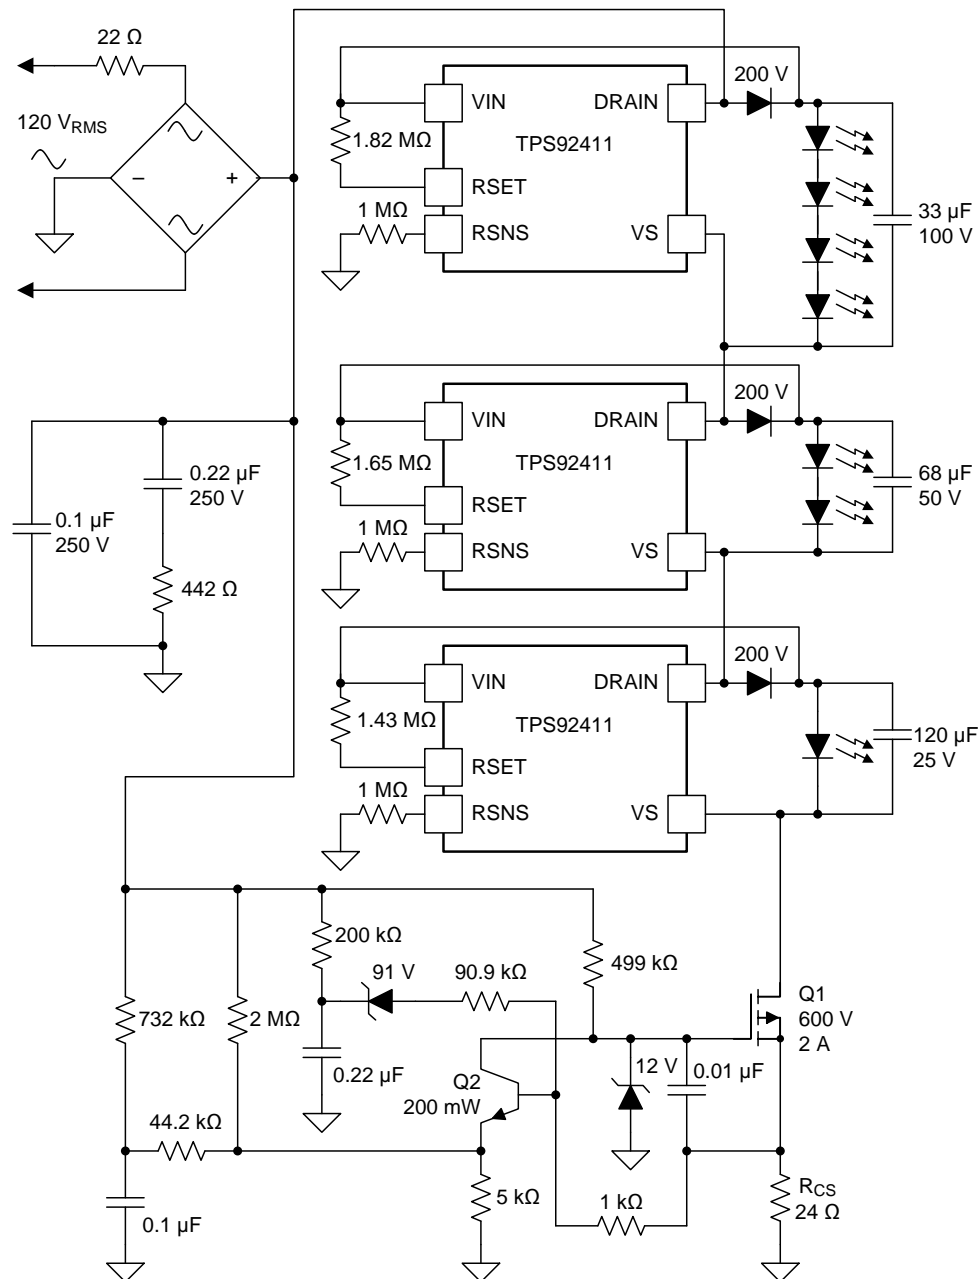 22 Ω
120 VRMS
− +
VIN DRAIN
200 V
1.82 MΩ
TPS92411
RSET
1 MΩ
RSNS VS
33 µF
100 V
VIN DRAIN
200 V
1.65 MΩ
TPS92411
RSET
1 MΩ
RSNS VS
68 µF
50 V
0.22 µF
250 V
0.1 µF
250 V
442 Ω
VIN DRAIN
200 V
1.43 MΩ
TPS92411
RSET
1 MΩ
RSNS VS
120 µF
25 V
200 kΩ
499 kΩ
91 V
90.9 kΩ
732 kΩ
2 MΩ
Q1
600 V
2 A
0.22 µF
Q2
200 mW
12 V
0.01 µF
44.2 kΩ
0.1 µF
5 kΩ
1 kΩ
RCS
24 Ω